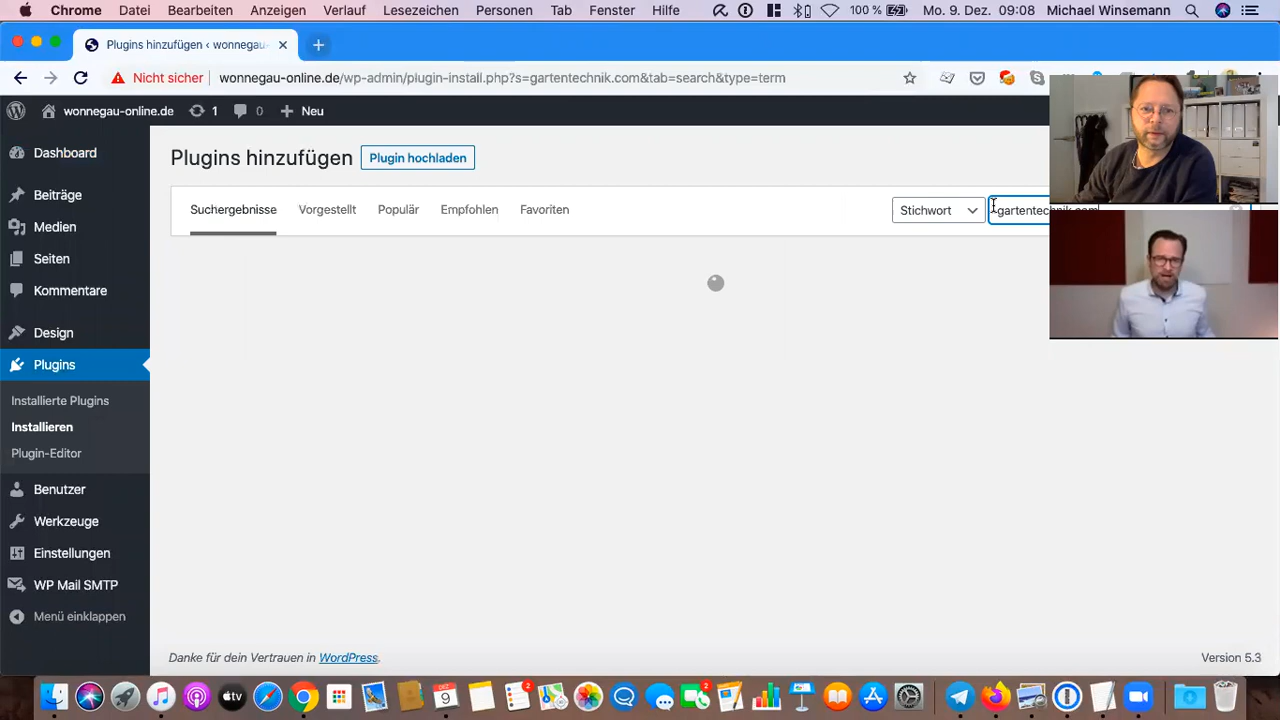 Chrome Datei Bearbeiten Anzeigen Verlauf Lesezeichen Personen Tab Fenster Hilfe 100 % Mo. 9. Dez. 09:08 Michael Winsemann
Plugins hinzufügen ‹ wonnegau-
Nicht sicher wonnegau-online.de/wp-admin/plugin-install.php?s=gartentechnik.com&tab=search&type=term
wonnegau-online.de 1 0 Neu
Dashboard
Beiträge
Medien
Seiten
Kommentare
Design
Plugins
Installierte Plugins
Installieren
Plugin-Editor
Benutzer
Werkzeuge
Einstellungen
WP Mail SMTP
Menü einklappen
Plugins hinzufügen Plugin hochladen
Suchergebnisse Vorgestellt Populär Empfohlen Favoriten Stichwort gartentechnik.com
Danke für dein Vertrauen in WordPress. Version 5.3